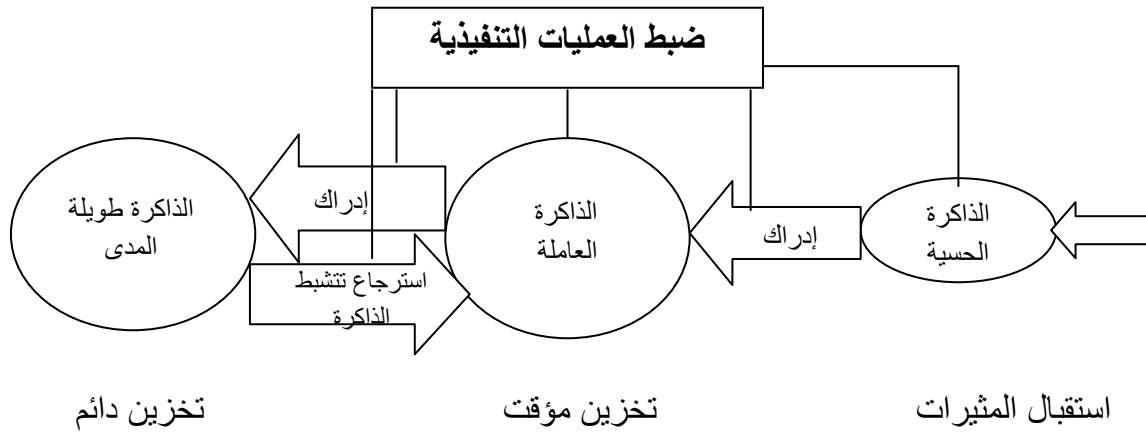 ضبط العمليات التنفيذية
الذاكرة
الحسية
إدراك
الذاكرة
العاملة
إدراك
استرجاع تتشبط
الذاكرة
الذاكرة طويلة
المدى
استقبال المثيرات
تخزين مؤقت
تخزين دائم